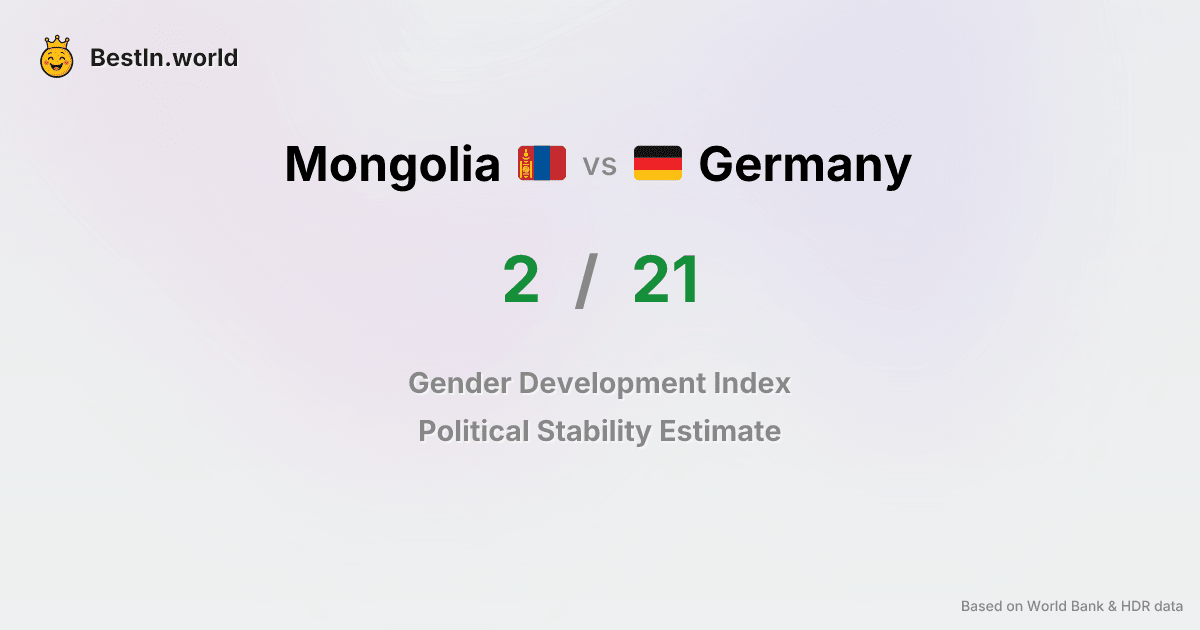 BestIn.world
Mongolia vs Germany
2 / 21
Gender Development Index
Political Stability Estimate
Based on World Bank & HDR data